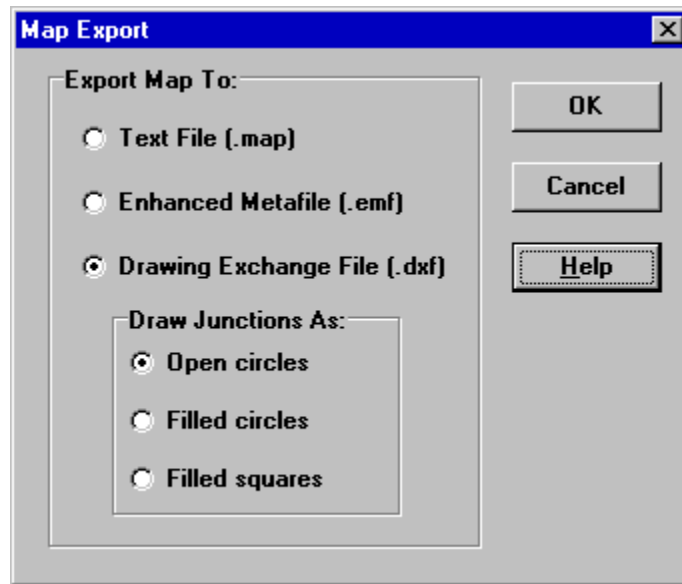 Map Export
Export Map To:
Text File (.map)
Enhanced Metafile (.emf)
Drawing Exchange File (.dxf)
Draw Junctions As:
Open circles
Filled circles
Filled squares
OK
Cancel
Help